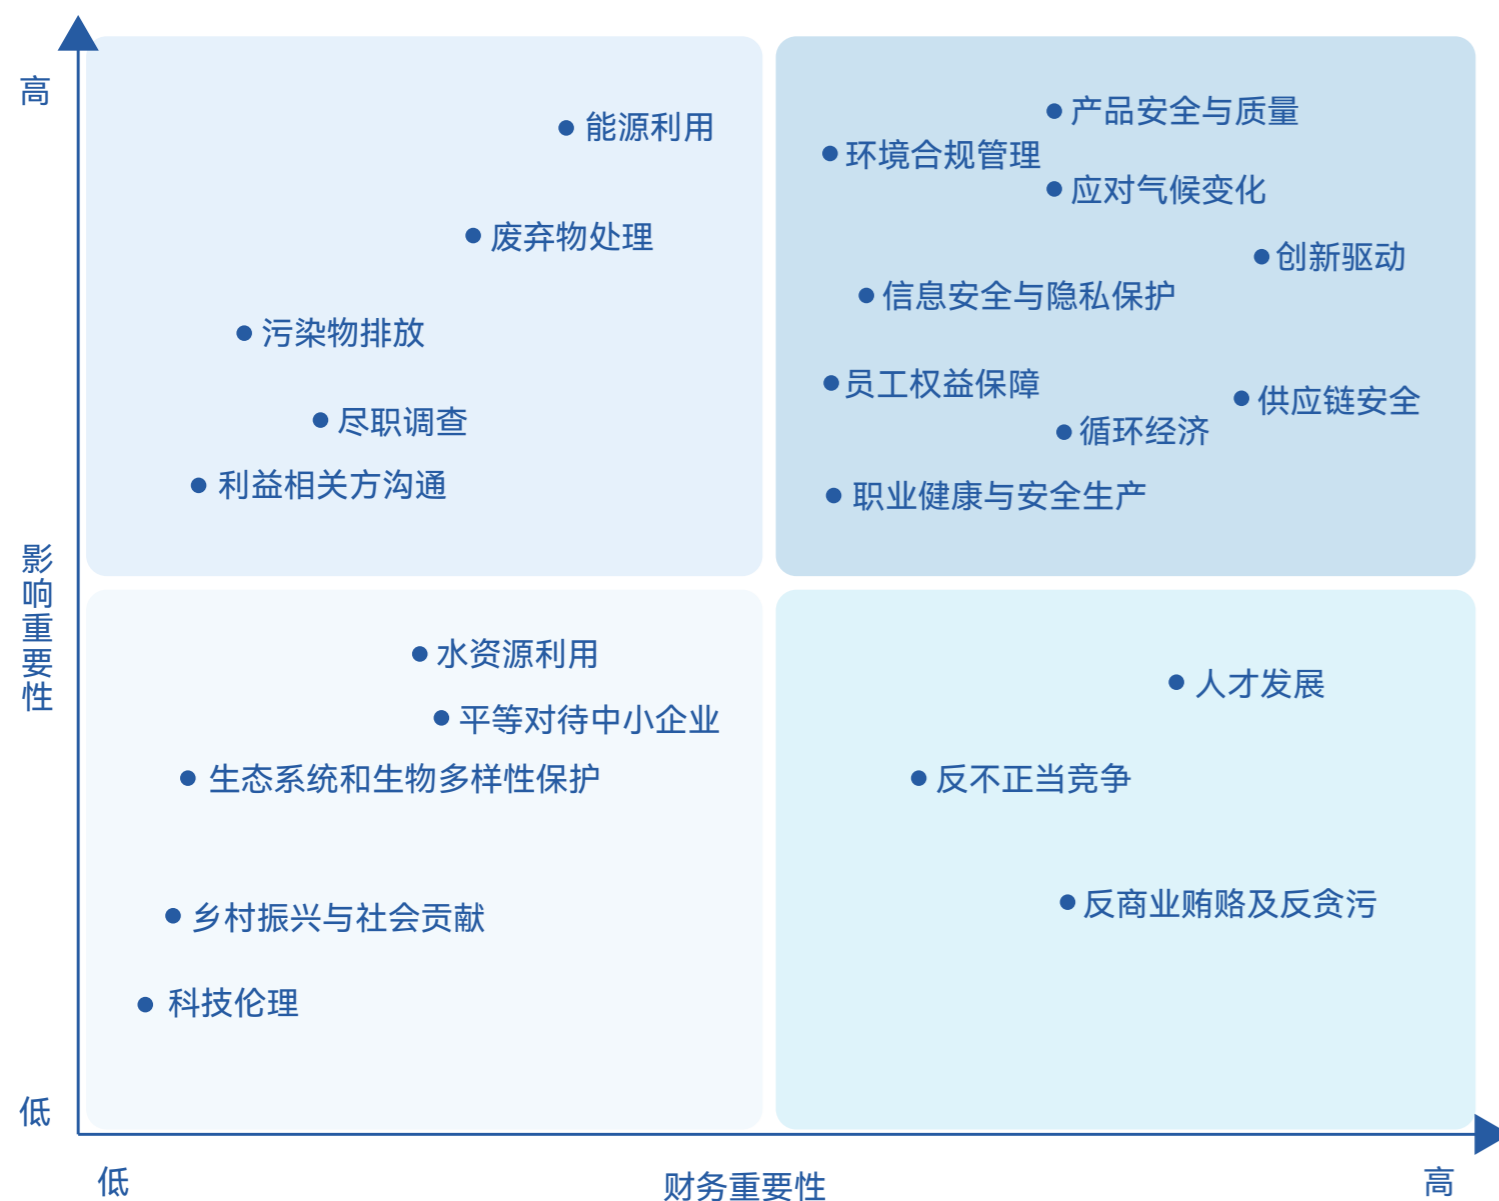 高
能源利用
废弃物处理
污染物排放
尽职调查
利益相关方沟通
产品安全与质量
环境合规管理
应对气候变化
创新驱动
信息安全与隐私保护
员工权益保障
供应链安全
循环经济
职业健康与安全生产
影响重要性
水资源利用
平等对待中小企业
生态系统和生物多样性保护
乡村振兴与社会贡献
科技伦理
人才发展
反不正当竞争
反商业贿赂及反贪污
低
低
财务重要性
高